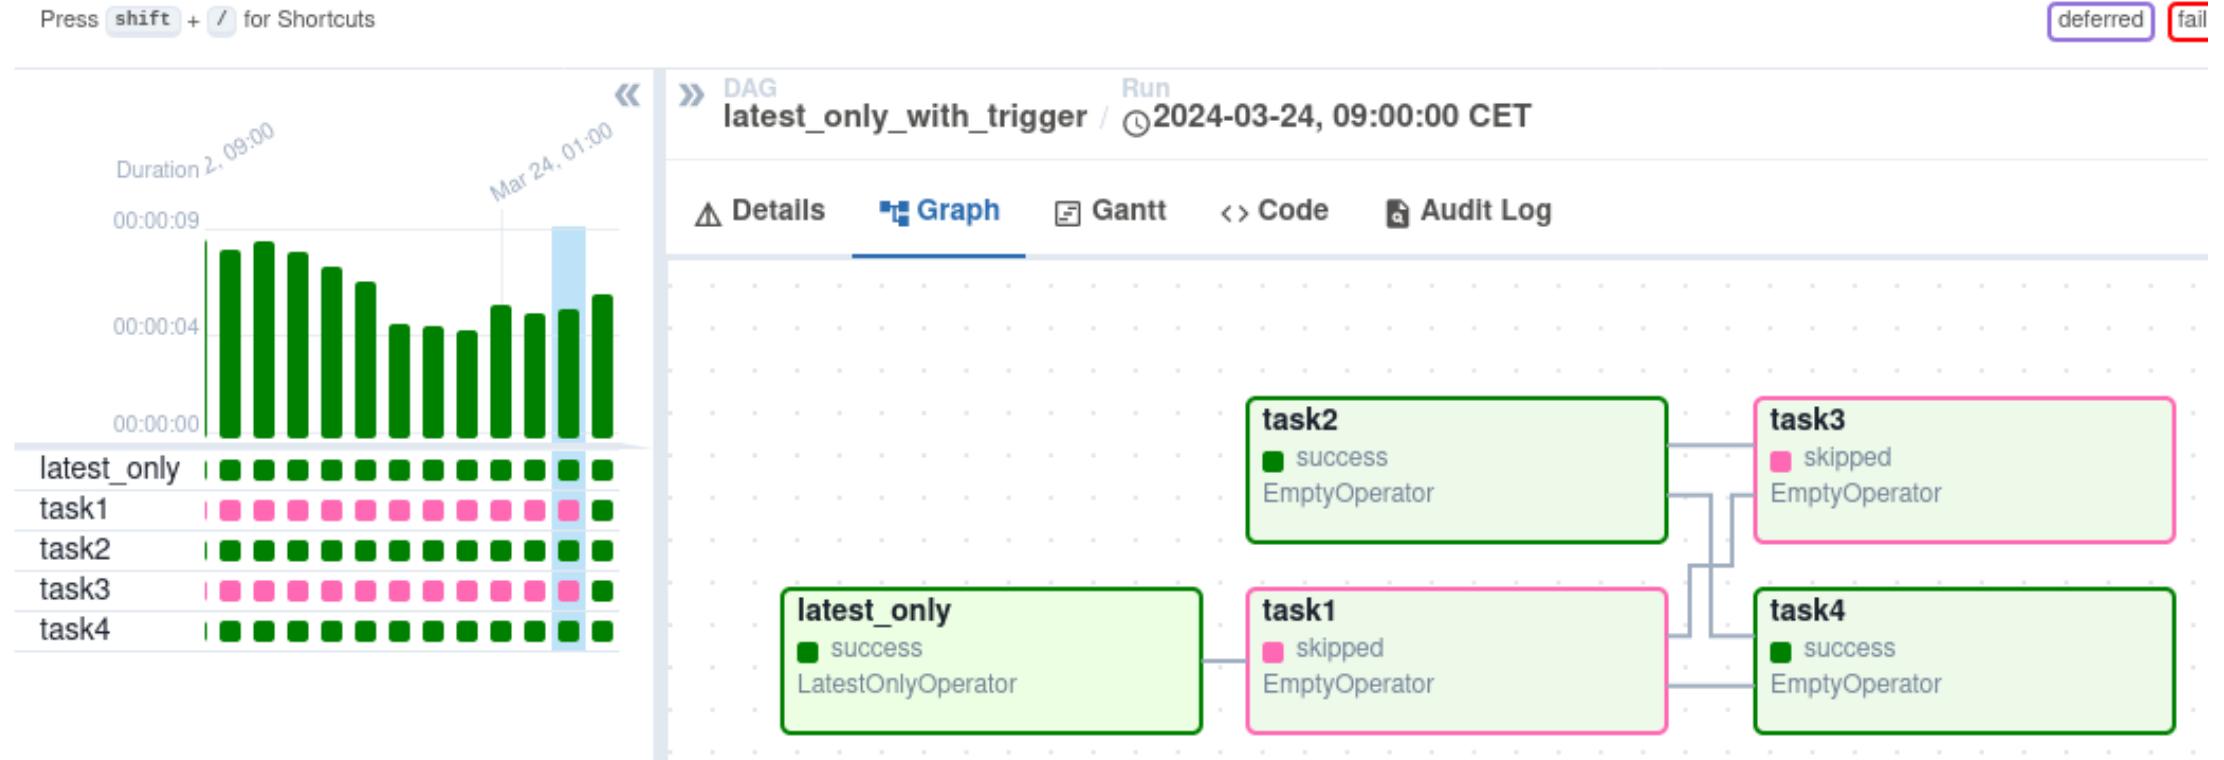 Press shift + / for Shortcuts
deferred
fail
DAG
latest_only_with_trigger
/
Run
2024-03-24, 09:00:00 CET
Details
Graph
Gantt
<> Code
Audit Log
2, 09:00
Mar 24, 01:00
Duration
00:00:09
00:00:04
00:00:00
latest_only
task1
task2
task3
task4
task2
success
EmptyOperator
task3
skipped
EmptyOperator
latest_only
success
LatestOnlyOperator
task1
skipped
EmptyOperator
task4
success
EmptyOperator